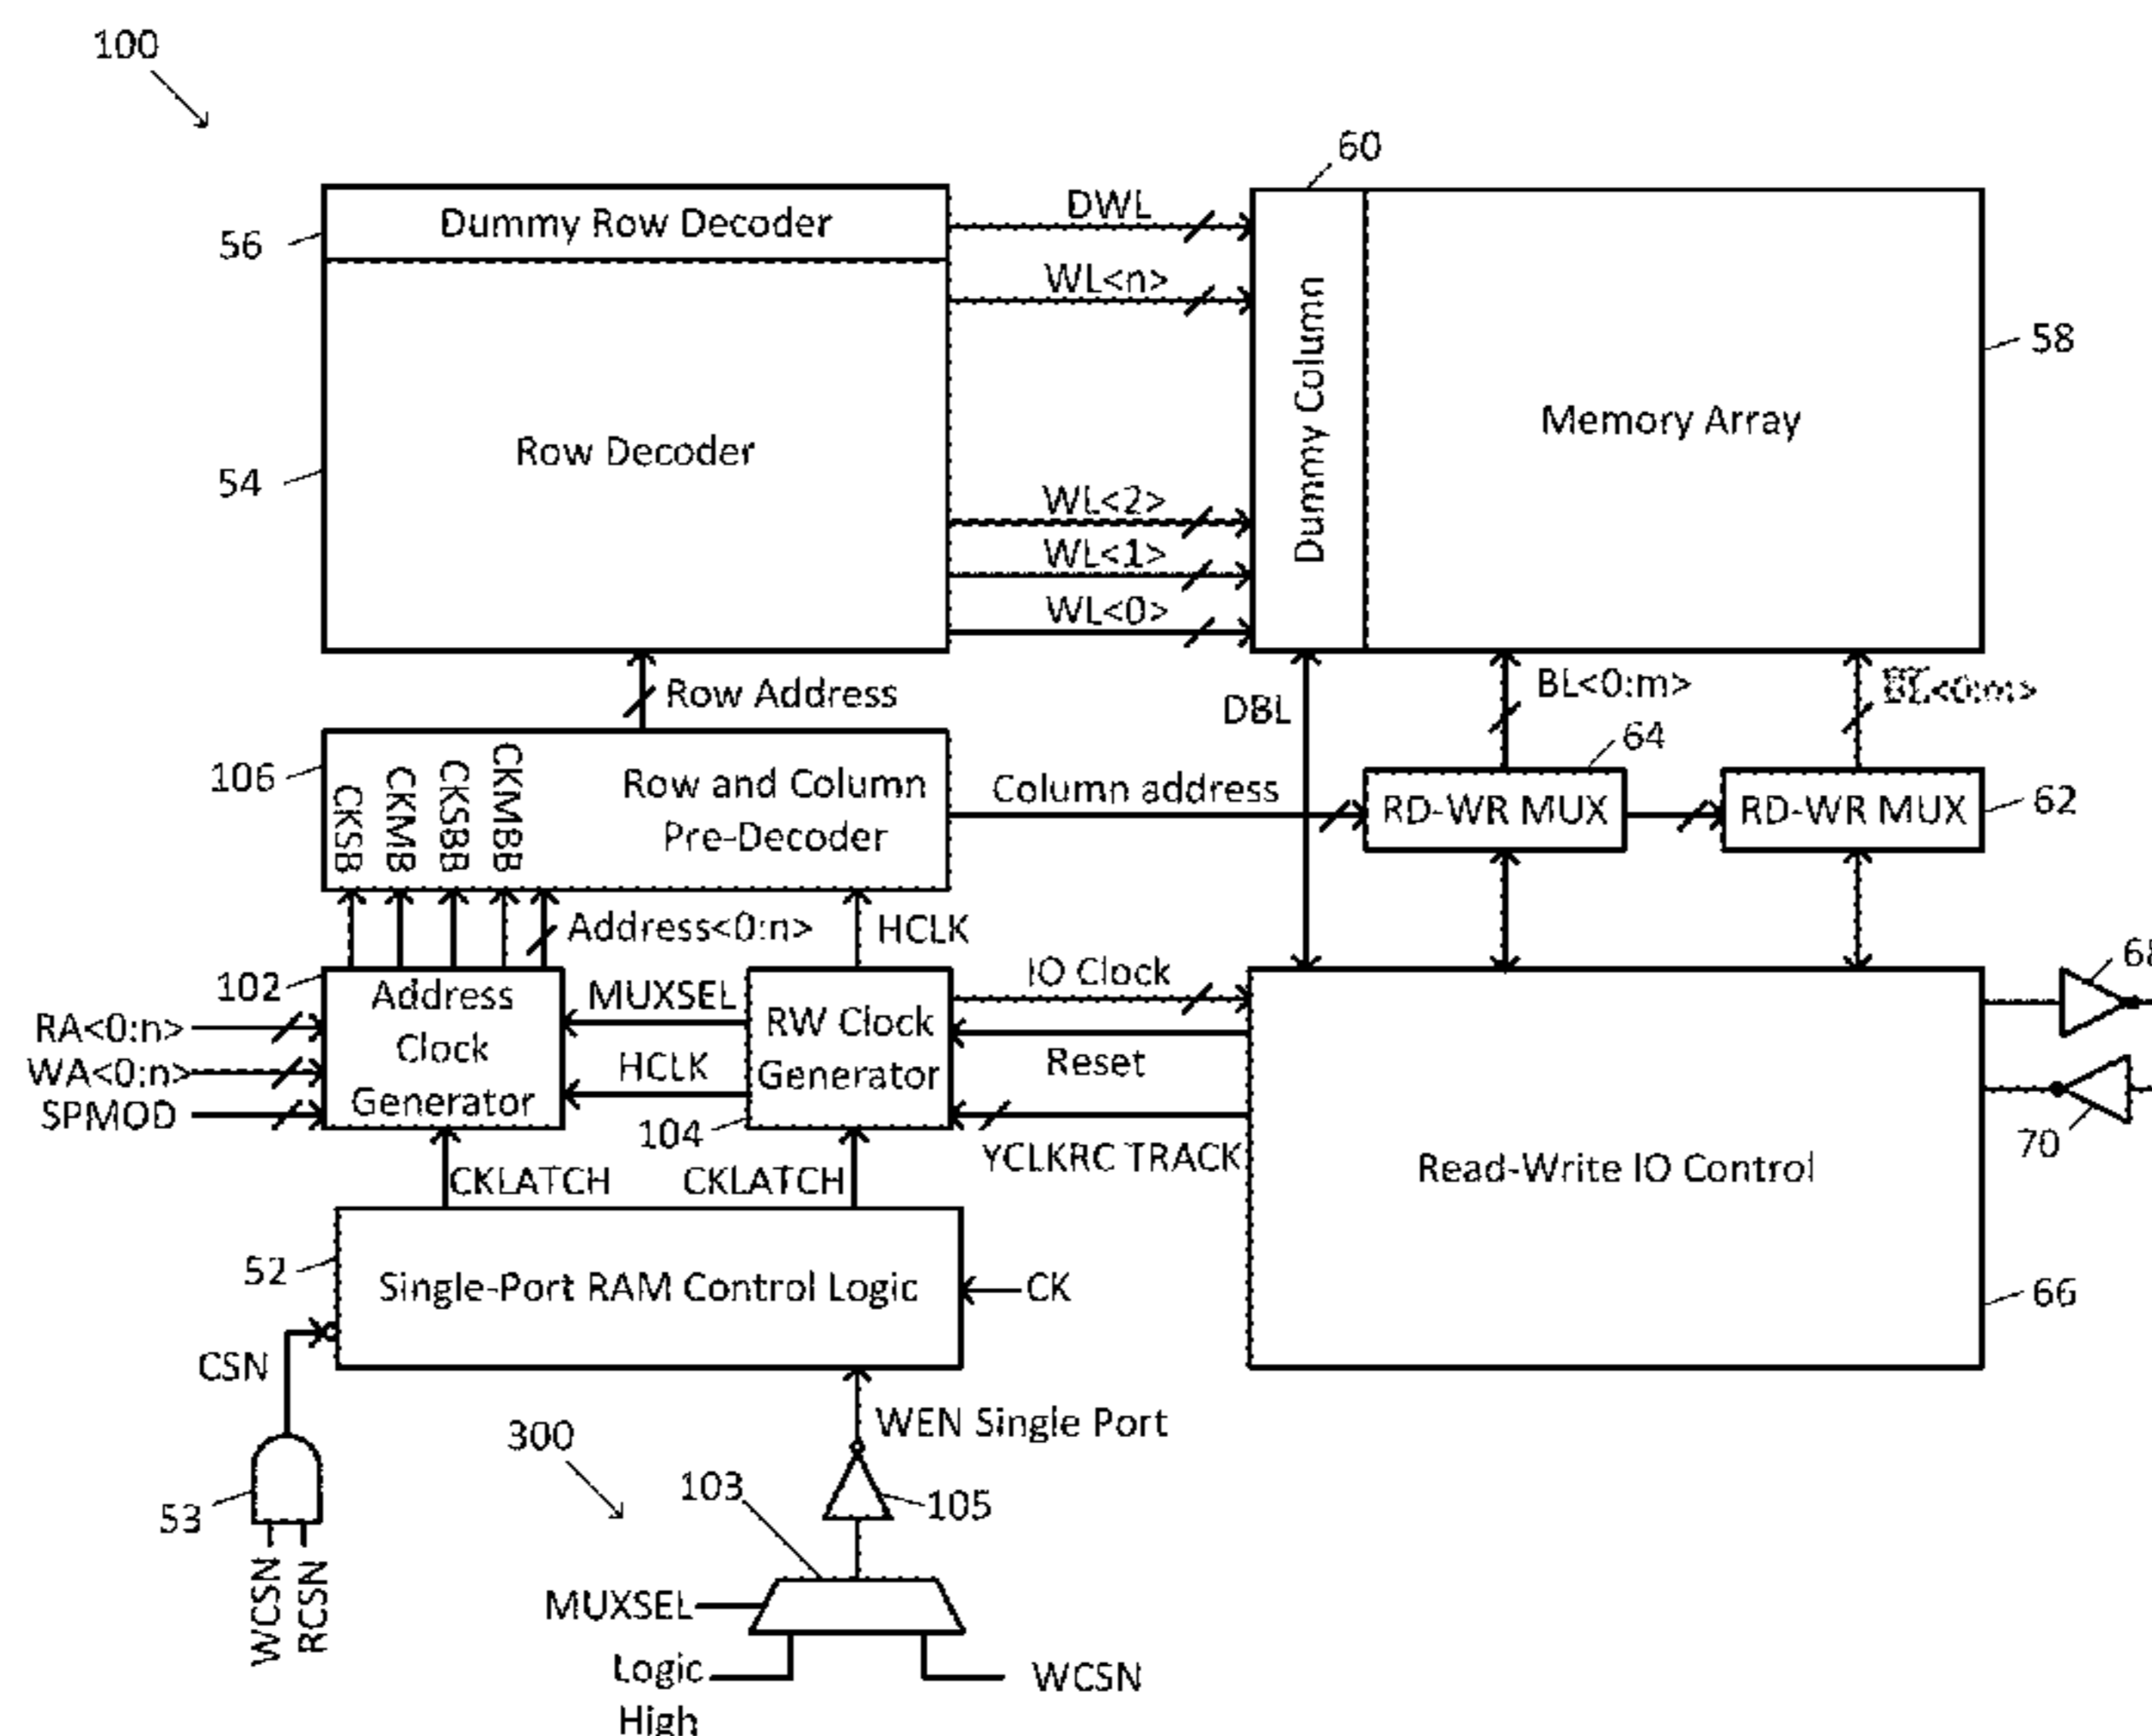 100
60
Dummy Row Decoder
56
DWL
WL<n>
Dummy Column
58
Memory Array
Row Decoder
54
WL<2>
WL<1>
WL<0>
Row Address
DBL
BL<0:m>
BL<0:m>
64
106
CKSB
CKMB
CKSBB
CKMBB
Row and Column
Pre-Decoder
Column address
RD-WR MUX
RD-WR MUX
62
Address<0:n>
HCLK
68
102
Address
Clock
Generator
MUXSEL
HCLK
RW Clock
Generator
104
IO Clock
Reset
YCLKRC TRACK
RA<0:n>
WA<0:n>
SPMOD
70
Read-Write IO Control
CKLATCH
CKLATCH
52
Single-Port RAM Control Logic
CK
66
CSN
WEN Single Port
300
103
105
53
WCSN
RCSN
MUXSEL
Logic
High
WCSN